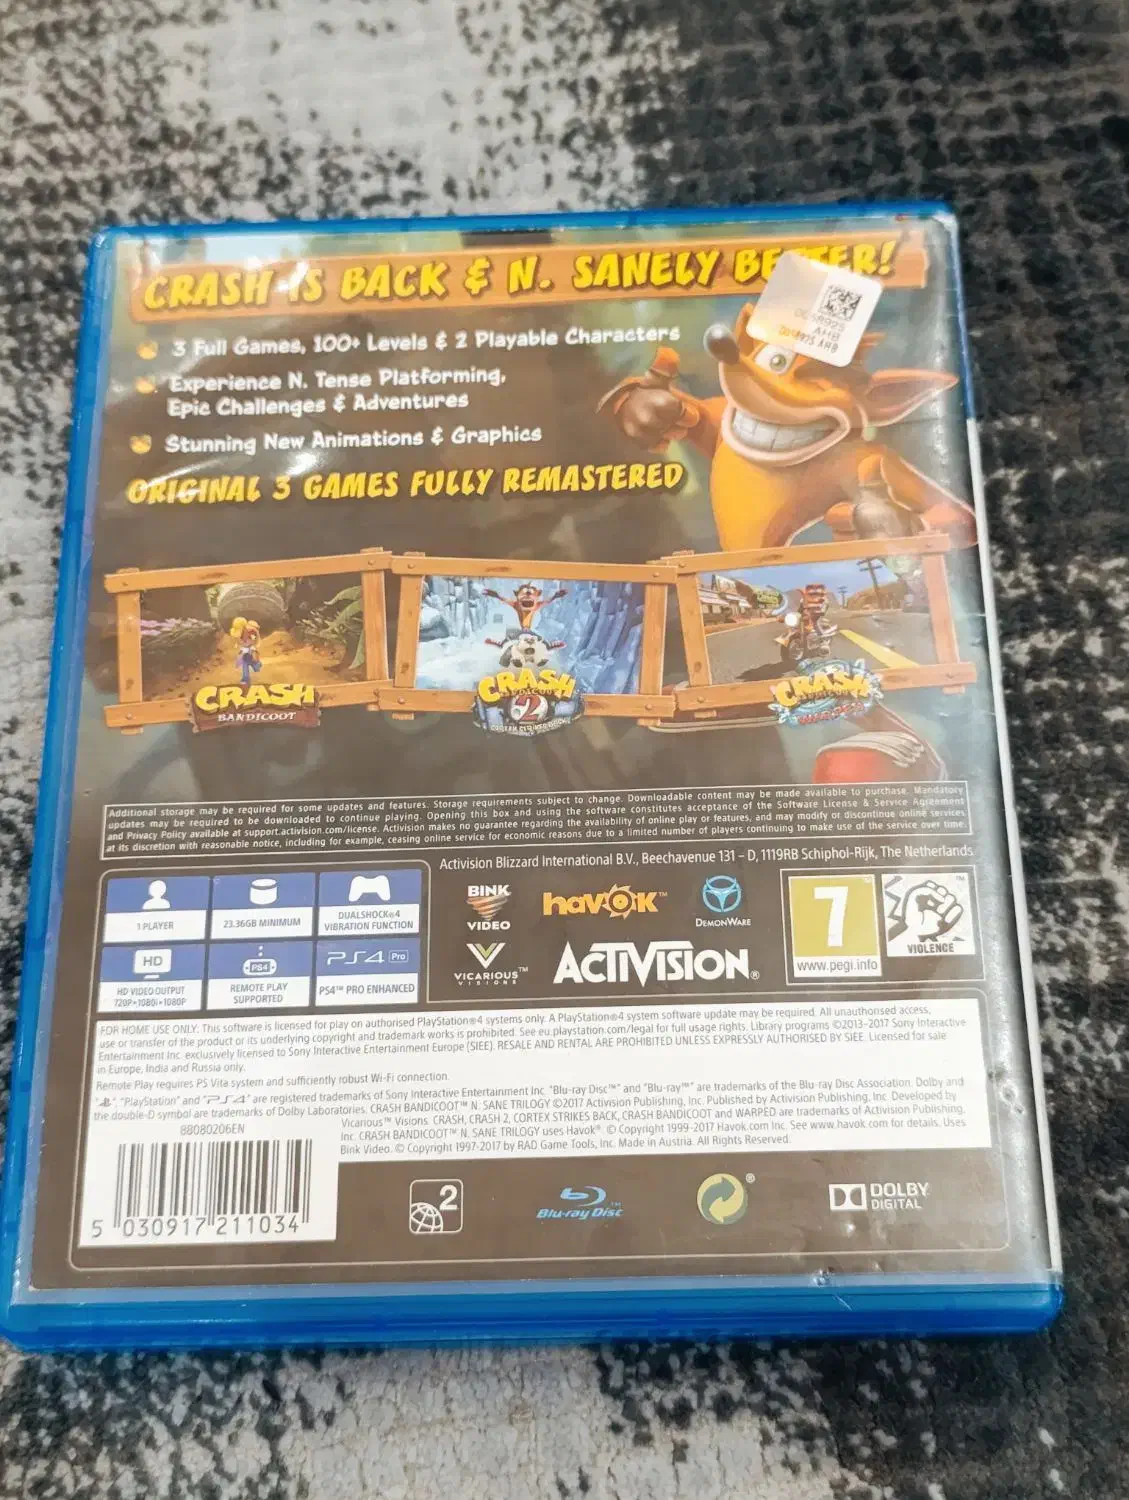 CRASH IS BACK & N. SANELY BETTER!
3 Full Games, 100+ Levels & 2 Playable Characters
Experience N. Tense Platforming,
Epic Challenges & Adventures
Stunning New Animations & Graphics
ORIGINAL 3 GAMES FULLY REMASTERED
CRASH
BANDICOOT
CRASH
BANDICOOT
2
CORTEX STRIKES BACK
CRASH
BANDICOOT
Additional storage may be required for some updates and features. Storage requirements subject to change. Downloadable content may be made available to purchase. Mandatory
updates may be required to be downloaded to continue playing. Opening this box and using the software constitutes acceptance of the Software License & Service Agreement
and Privacy Policy available at support.activision.com/license. Activision makes no guarantee regarding the availability of online play or features, and may modify or discontinue online services
at its discretion with reasonable notice, including for example, ceasing online service for economic reasons due to a limited number of players continuing to make use of the service over time.
Activision Blizzard International B.V., Beechavenue 131 – D, 1119RB Schiphol-Rijk, The Netherlands
1 PLAYER
23.36GB MINIMUM
DUALSHOCK®4
VIBRATION FUNCTION
HD
HD VIDEO OUTPUT
720P•1080i•1080P
PS4
REMOTE PLAY
SUPPORTED
PS4 Pro
PS4™ PRO ENHANCED
BINK
VIDEO
havok™
DEMONWARE
VICARIOUS™
VISIONS
ACTIVISION®
7
www.pegi.info
VIOLENCE
FOR HOME USE ONLY: This software is licensed for play on authorised PlayStation®4 systems only. A PlayStation®4 system software update may be required. All unauthorised access,
use or transfer of the product or its underlying copyright and trademark works is prohibited. See eu.playstation.com/legal for full usage rights. Library programs ©2013-2017 Sony Interactive
Entertainment Inc. exclusively licensed to Sony Interactive Entertainment Europe (SIEE). RESALE AND RENTAL ARE PROHIBITED UNLESS EXPRESSLY AUTHORISED BY SIEE. Licensed for sale
in Europe, India and Russia only.
Remote Play requires PS Vita system and sufficiently robust Wi-Fi connection.
" ", "PlayStation" and "PS4" are registered trademarks of Sony Interactive Entertainment Inc. "Blu-ray Disc™" and "Blu-ray™" are trademarks of the Blu-ray Disc Association. Dolby and
the double-D symbol are trademarks of Dolby Laboratories. CRASH BANDICOOT™ N. SANE TRILOGY ©2017 Activision Publishing, Inc. Published by Activision Publishing, Inc. Developed by
Vicarious™ Visions. CRASH, CRASH 2, CORTEX STRIKES BACK, CRASH BANDICOOT and WARPED are trademarks of Activision Publishing,
Inc. CRASH BANDICOOT™ N. SANE TRILOGY uses Havok®. © Copyright 1999-2017 Havok.com Inc. See www.havok.com for details. Uses
Bink Video. © Copyright 1997-2017 by RAD Game Tools, Inc. Made in Austria. All Rights Reserved.
88080206EN
5 030917 211034
2
Blu-ray Disc™
®
DOLBY
DIGITAL